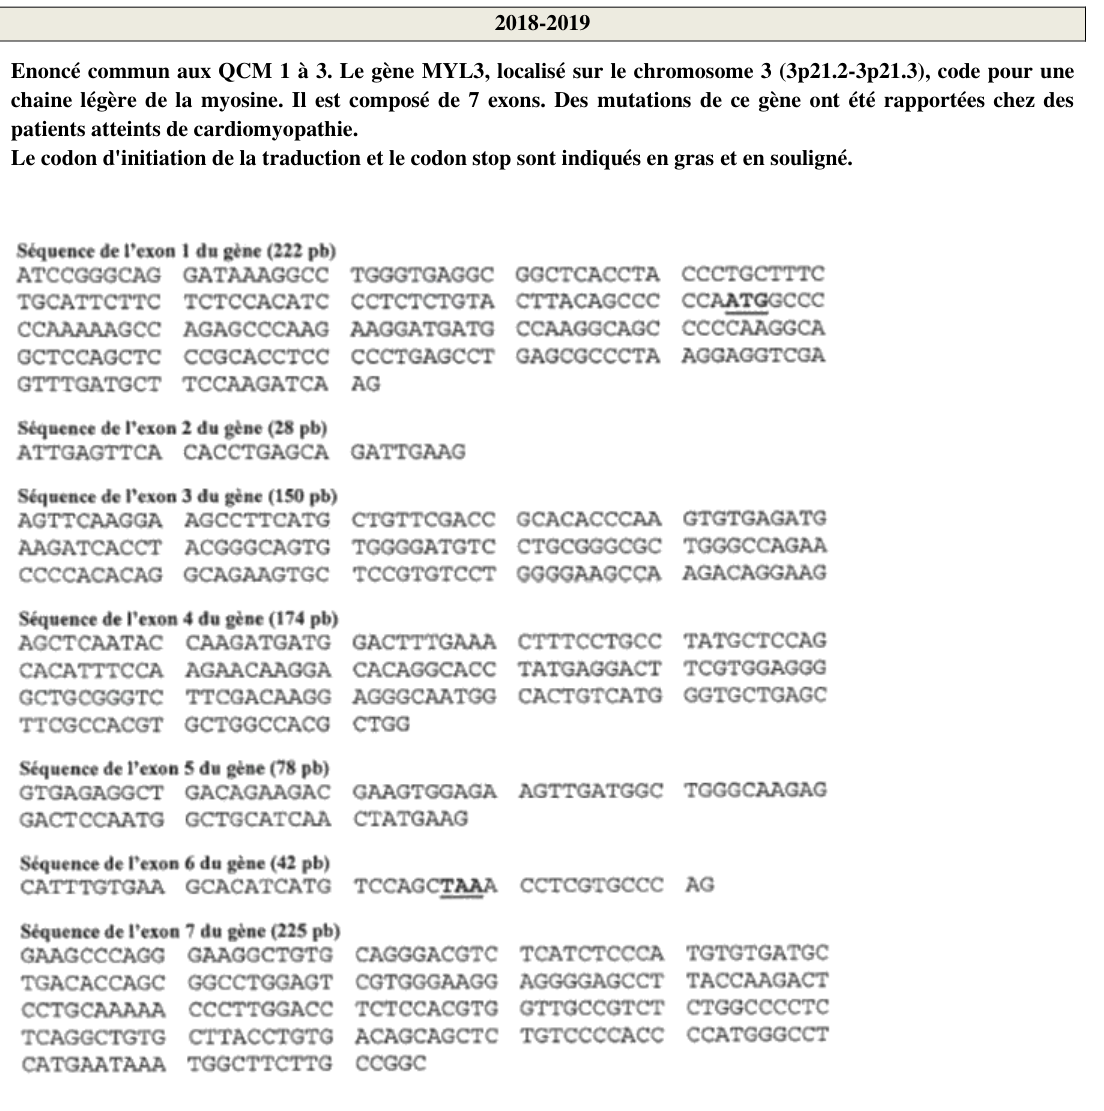 2018-2019
Enoncé commun aux QCM 1 à 3. Le gène MYL3, localisé sur le chromosome 3 (3p21.2-3p21.3), code pour une
chaine légère de la myosine. Il est composé de 7 exons. Des mutations de ce gène ont été rapportées chez des
patients atteints de cardiomyopathie.
Le codon d'initiation de la traduction et le codon stop sont indiqués en gras et en souligné.
Séquence de l'exon 1 du gène (222 pb)
ATCCGGGCAG GATAAAGGCC TGGGTGAGGC GGCTCACCTA CCCTGCTTTC
TGCATTCTTC TCTCCACATC CCTCTCTGTA CTTACAGCCC CCAATGGCCC
CCAAAAAGCC AGAGCCCAAG AAGGATGATG CCAAGGCAGC CCCCAAGGCA
GCTCCAGCTC CCGCACCTCC CCCTGAGCCT GAGCGCCCTA AGGAGGTCGA
GTTTGATGCT TCCAAGATCA AG
Séquence de l'exon 2 du gène (28 pb)
ATTGAGTTCA CACCTGAGCA GATTGAAG
Séquence de l'exon 3 du gène (150 pb)
AGTTCAAGGA AGCCTTCATG CTGTTCGACC GCACACCCAA GTGTGAGATG
AAGATCACCT ACGGGCAGTG TGGGGATGTC CTGCGGGCGC TGGGCCAGAA
CCCCACACAG GCAGAAGTGC TCCGTGTCCT GGGGAAGCCA AGACAGGAAG
Séquence de l'exon 4 du gène (174 pb)
AGCTCAATAC CAAGATGATG GACTTTGAAA CTTTCCTGCC TATGCTCCAG
CACATTTCCA AGAACAAGGA CACAGGCACC TATGAGGACT TCGTGGAGGG
GCTGCGGGTC TTCGACAAGG AGGGCAATGG CACTGTCATG GGTGCTGAGC
TTCGCCACGT GCTGGCCACG CTGG
Séquence de l'exon 5 du gène (78 pb)
GTGAGAGGCT GACAGAAGAC GAAGTGGAGA AGTTGATGGC TGGGCAAGAG
GACTCCAATG GCTGCATCAA CTATGAAG
Séquence de l'exon 6 du gène (42 pb)
CATTTGTGAA GCACATCATG TCCAGCTAAA CCTCGTGCCC AG
Séquence de l'exon 7 du gène (225 pb)
GAAGCCCAGG GAAGGCTGTG CAGGGACGTC TCATCTCCCA TGTGTGATGC
TGACACCAGC GGCCTGGAGT CGTGGGAAGG AGGGGAGCCT TACCAAGACT
CCTGCAAAAA CCCTTGGACC TCTCCACGTG GTTGCCGTCT CTGGCCCCTC
TCAGGCTGTG CTTACCTGTG ACAGCAGCTC TGTCCCCACC CCATGGGCCT
CATGAATAAA TGGCTTCTTG CCGGC